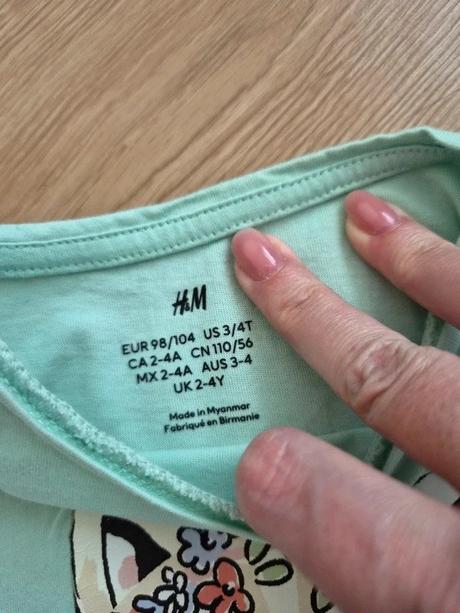 H&M
EUR 98/104 US 3/4T
CA 2-4A CN 110/56
MX 2-4A AUS 3-4
UK 2-4Y
Made in Myanmar
Fabriqué en Birmanie